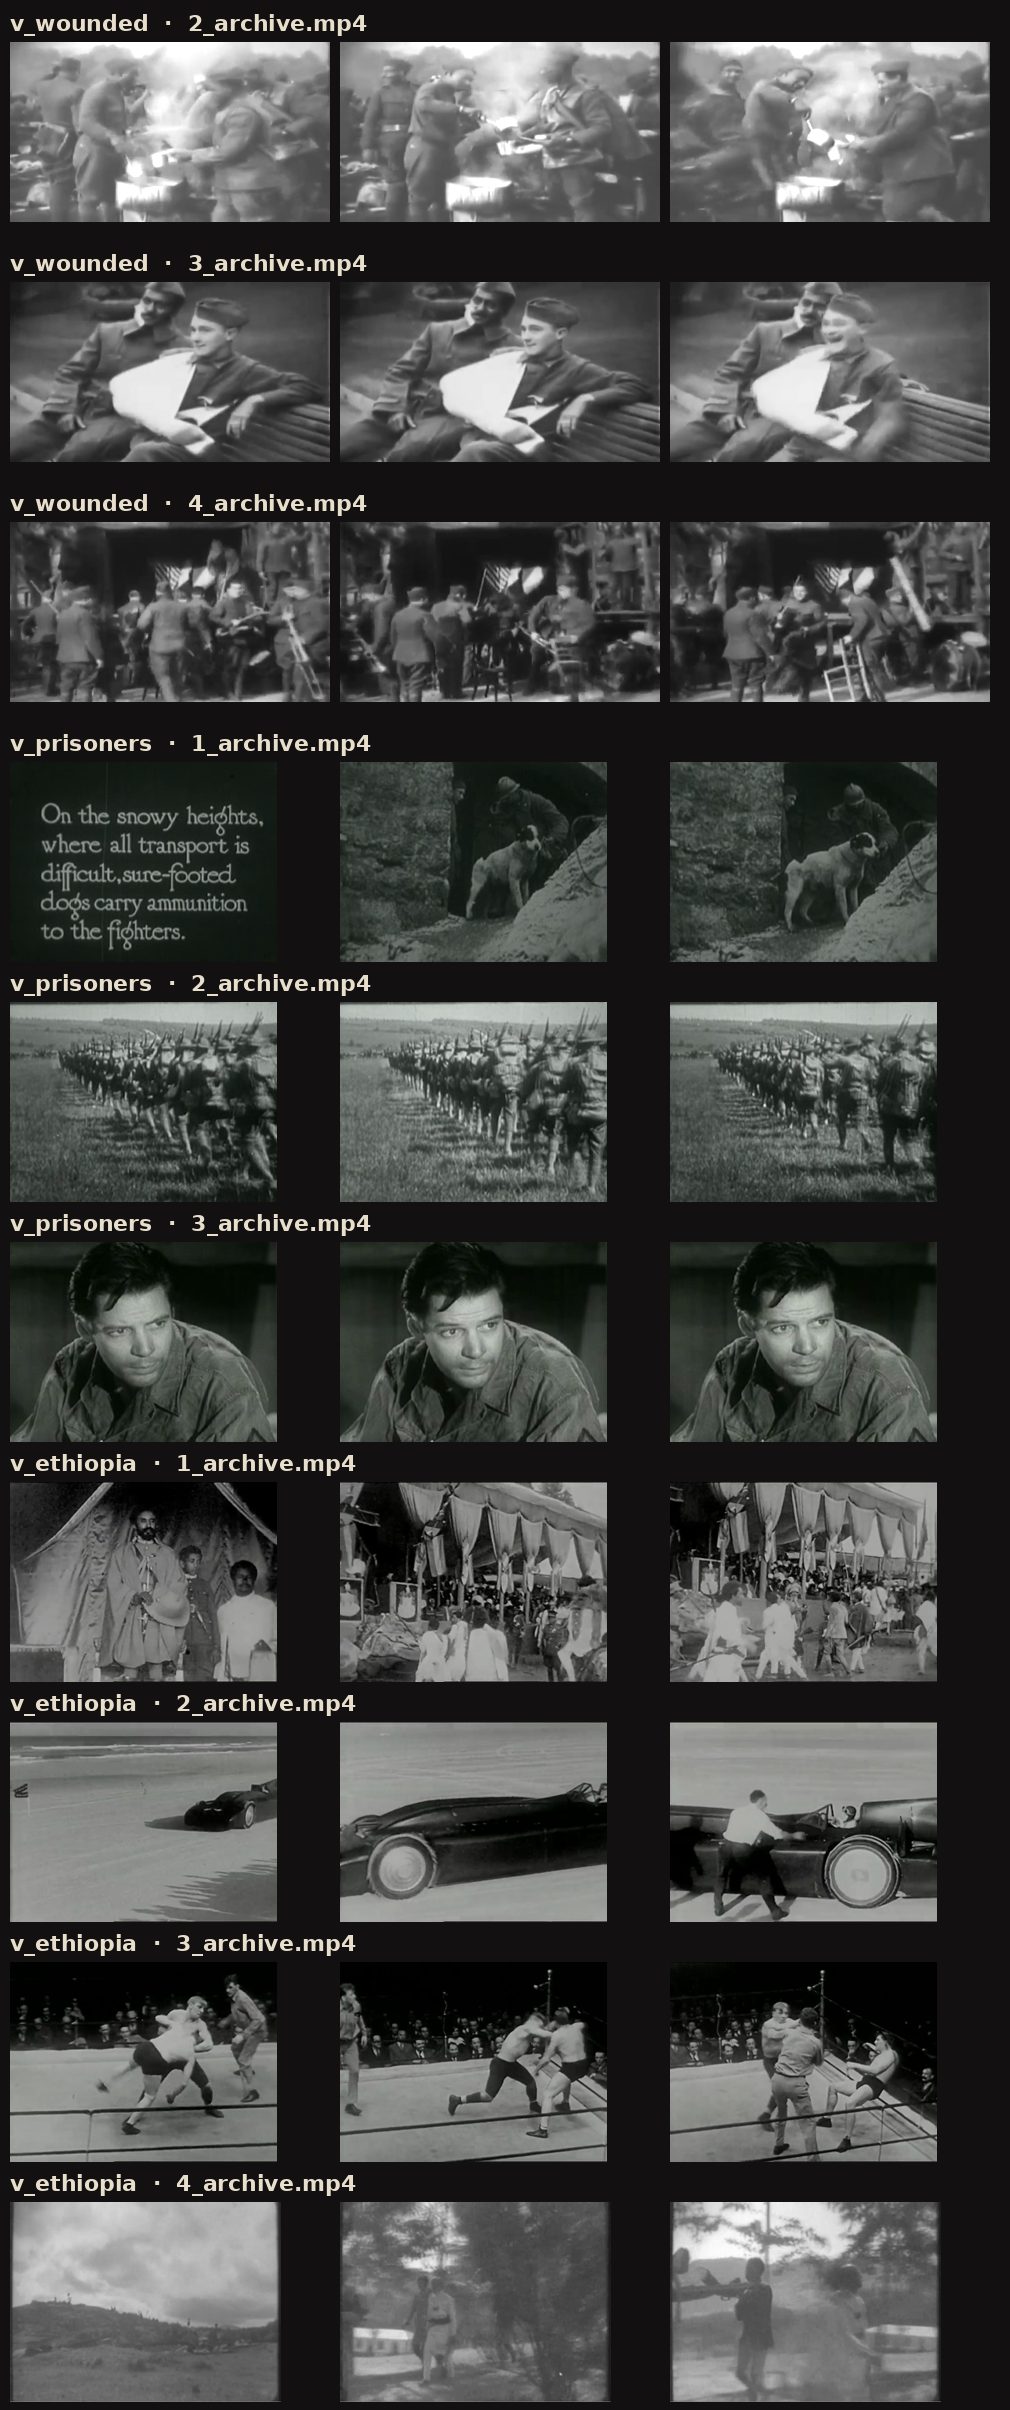 v_wounded · 2_archive.mp4
v_wounded · 3_archive.mp4
v_wounded · 4_archive.mp4
v_prisoners · 1_archive.mp4
On the snowy heights,
where all transport is
difficult, sure-footed
dogs carry ammunition
to the fighters.
v_prisoners · 2_archive.mp4
v_prisoners · 3_archive.mp4
v_ethiopia · 1_archive.mp4
v_ethiopia · 2_archive.mp4
v_ethiopia · 3_archive.mp4
v_ethiopia · 4_archive.mp4